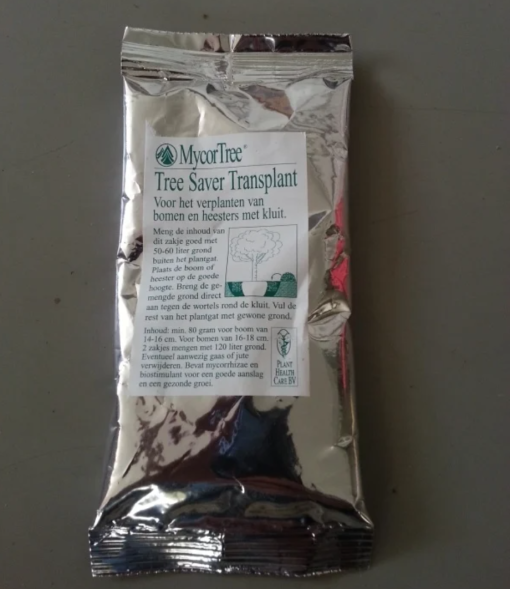 MycorTree®
Tree Saver Transplant
Voor het verplanten van
bomen en heesters met kluit.
Meng de inhoud van
dit zakje goed met
50-60 liter grond
buiten het plantgat
Plaats de boom of
heester op de goede
hoogte. Breng de ge-
mengde grond direct
aan tegen de wortels rond de kluit. Vul de
rest van het plantgat met gewone grond.
Inhoud: min. 80 gram voor boom van
14-16 cm. Voor bomen van 16-18 cm:
2 zakjes mengen met 120 liter grond.
Eventueel aanwezig gaas of jute
verwijderen. Bevat mycorrhizae en
biostimulant voor een goede aanslag
en een gezonde groei.
PLANT
HEALTH
CARE BV